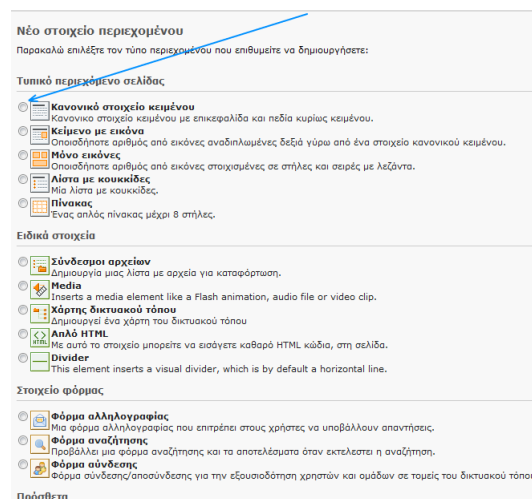 Νέο στοιχείο περιεχομένου
Παρακαλώ επιλέξτε τον τύπο περιεχομένου που επιθυμείτε να δημιουργήσετε:
Τυπικό περιεχόμενο σελίδας
Κανονικό στοιχείο κειμένου
Κανονικο στοιχείο κειμένου με επικεφαλίδα και πεδία κυρίως κειμένου.
Κείμενο με εικόνα
Οποισδήποτε αριθμός από εικόνες αναδιπλωμένες δεξιά γύρω από ένα στοιχείο κανονικού κειμένου.
Μόνο εικόνες
Οποισδήποτε αριθμός από εικόνες στοιχισμένες σε στήλες και σειρές με λεζάντα.
Λίστα με κουκκίδες
Μία λίστα με κουκκίδες.
Πίνακας
Ένας απλός πίνακας μέχρι 8 στήλες.
Ειδικά στοιχεία
Σύνδεσμοι αρχείων
Δημιουργία μιας λίστα με αρχεία για καταφόρτωση.
Media
Inserts a media element like a Flash animation, audio file or video clip.
Χάρτης δικτυακού τόπου
Δημιουργεί ένα χάρτη του δικτυακού τόπου
Απλό HTML
Με αυτό το στοιχείο μπορείτε να εισάγετε καθαρό HTML κώδια, στη σελίδα.
Divider
This element inserts a visual divider, which is by default a horizontal line.
Στοιχείο φόρμας
Φόρμα αλληλογραφίας
Μια φόρμα αλληλογραφίας που επιτρέπει στους χρήστες να υποβάλλουν απαντήσεις.
Φόρμα αναζήτησης
Προβάλλει μια φόρμα αναζήτησης και τα αποτελέσματα όταν εκτελεστει η αναζήτηση.
Φόρμα σύνδεσης
Φόρμα σύνδεσης/αποσύνδεσης για την εξουσιοδότηση χρηστών και ομάδων σε τομείς του δικτυακού τόπου
Πρόσθετα